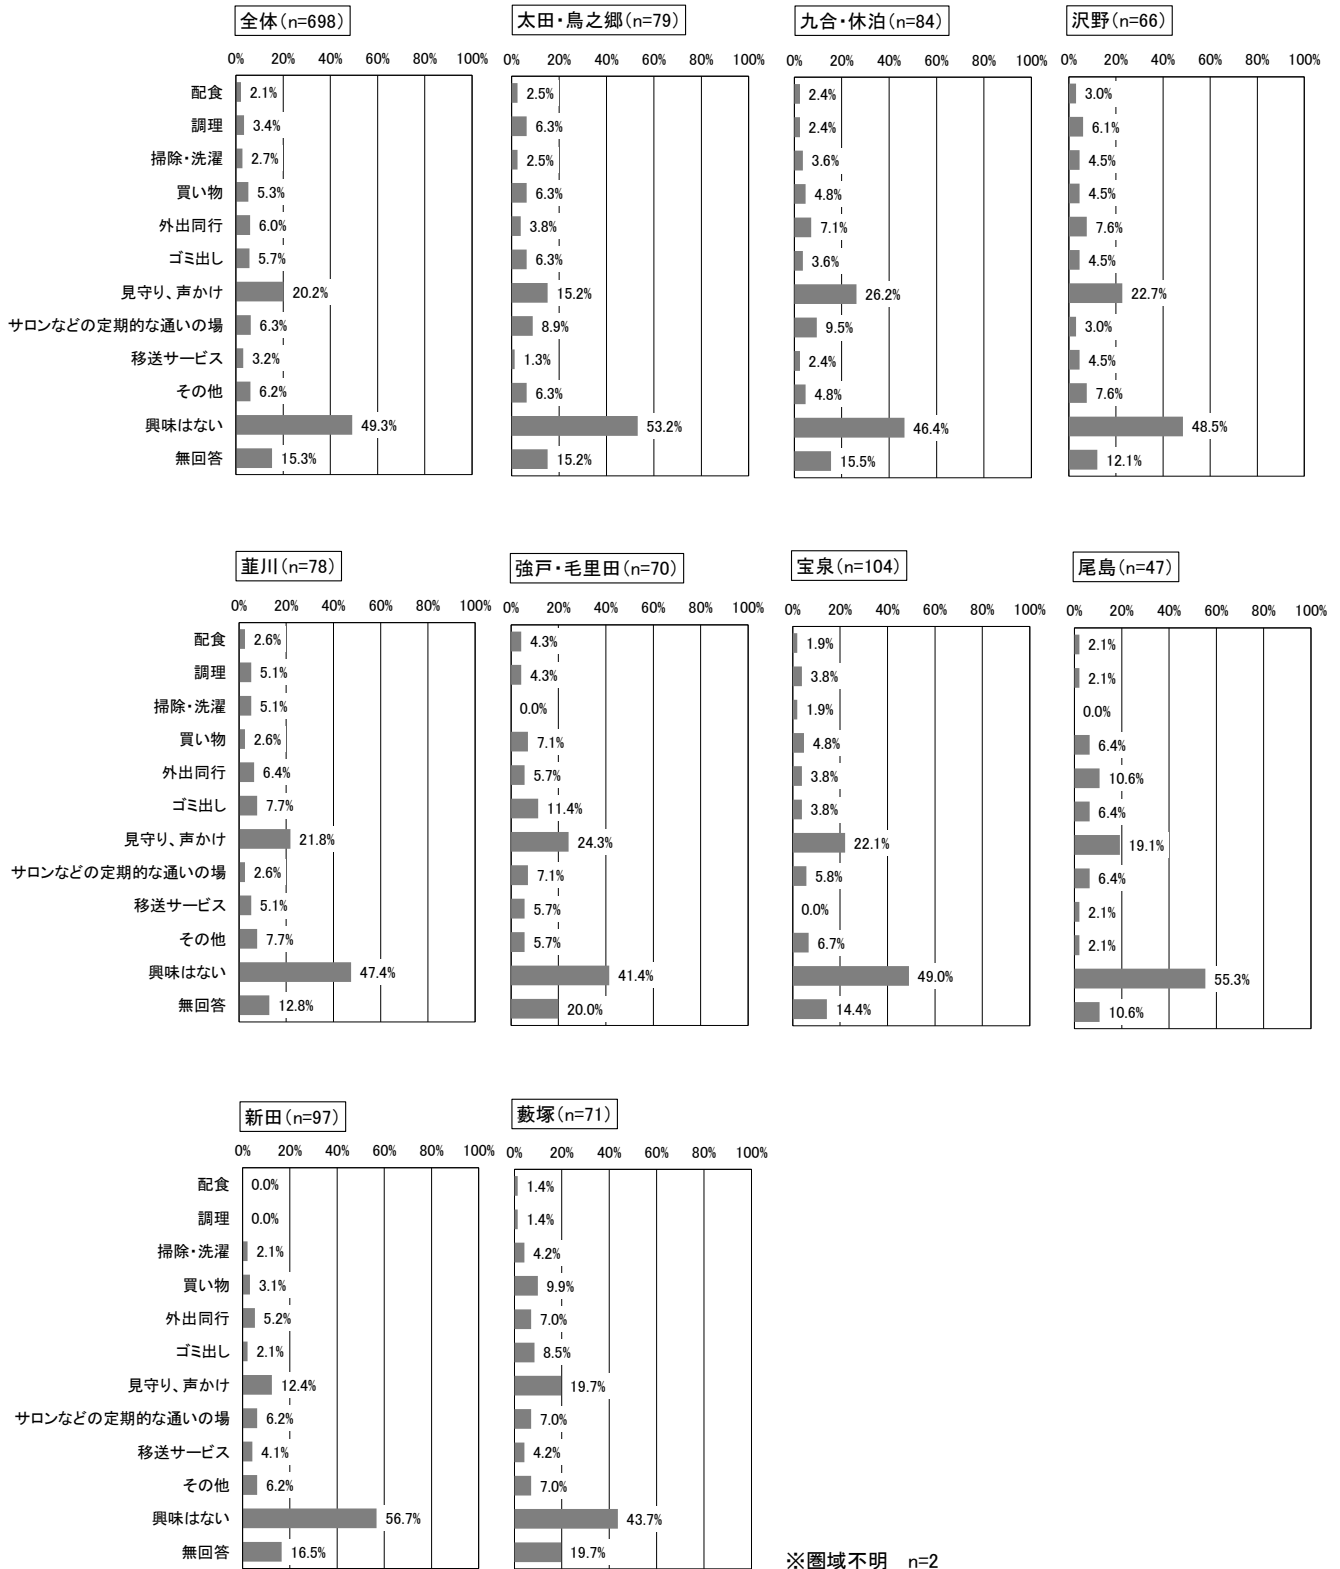 全体(n=698)
太田・鳥之郷(n=79)
九合・休泊(n=84)
沢野(n=66)
0% 20% 40% 60% 80% 100%
0% 20% 40% 60% 80% 100%
0% 20% 40% 60% 80% 100%
0% 20% 40% 60% 80% 100%
配食 2.1% 2.5% 2.4% 3.0%
調理 3.4% 6.3% 2.4% 6.1%
掃除・洗濯 2.7% 2.5% 3.6% 4.5%
買い物 5.3% 6.3% 4.8% 4.5%
外出同行 6.0% 3.8% 7.1% 7.6%
ゴミ出し 5.7% 6.3% 3.6% 4.5%
見守り、声かけ 20.2% 15.2% 26.2% 22.7%
サロンなどの定期的な通いの場 6.3% 8.9% 9.5% 3.0%
移送サービス 3.2% 1.3% 2.4% 4.5%
その他 6.2% 6.3% 4.8% 7.6%
興味はない 49.3% 53.2% 46.4% 48.5%
無回答 15.3% 15.2% 15.5% 12.1%
韮川(n=78)
強戸・毛里田(n=70)
宝泉(n=104)
尾島(n=47)
0% 20% 40% 60% 80% 100%
0% 20% 40% 60% 80% 100%
0% 20% 40% 60% 80% 100%
0% 20% 40% 60% 80% 100%
配食 2.6% 4.3% 1.9% 2.1%
調理 5.1% 4.3% 3.8% 2.1%
掃除・洗濯 5.1% 0.0% 1.9% 0.0%
買い物 2.6% 7.1% 4.8% 6.4%
外出同行 6.4% 5.7% 3.8% 10.6%
ゴミ出し 7.7% 11.4% 3.8% 6.4%
見守り、声かけ 21.8% 24.3% 22.1% 19.1%
サロンなどの定期的な通いの場 2.6% 7.1% 5.8% 6.4%
移送サービス 5.1% 5.7% 0.0% 2.1%
その他 7.7% 5.7% 6.7% 2.1%
興味はない 47.4% 41.4% 49.0% 55.3%
無回答 12.8% 20.0% 14.4% 10.6%
新田(n=97)
藪塚(n=71)
0% 20% 40% 60% 80% 100%
0% 20% 40% 60% 80% 100%
配食 0.0% 1.4%
調理 0.0% 1.4%
掃除・洗濯 2.1% 4.2%
買い物 3.1% 9.9%
外出同行 5.2% 7.0%
ゴミ出し 2.1% 8.5%
見守り、声かけ 12.4% 19.7%
サロンなどの定期的な通いの場 6.2% 7.0%
移送サービス 4.1% 4.2%
その他 6.2% 7.0%
興味はない 56.7% 43.7%
無回答 16.5% 19.7%
※圏域不明 n=2